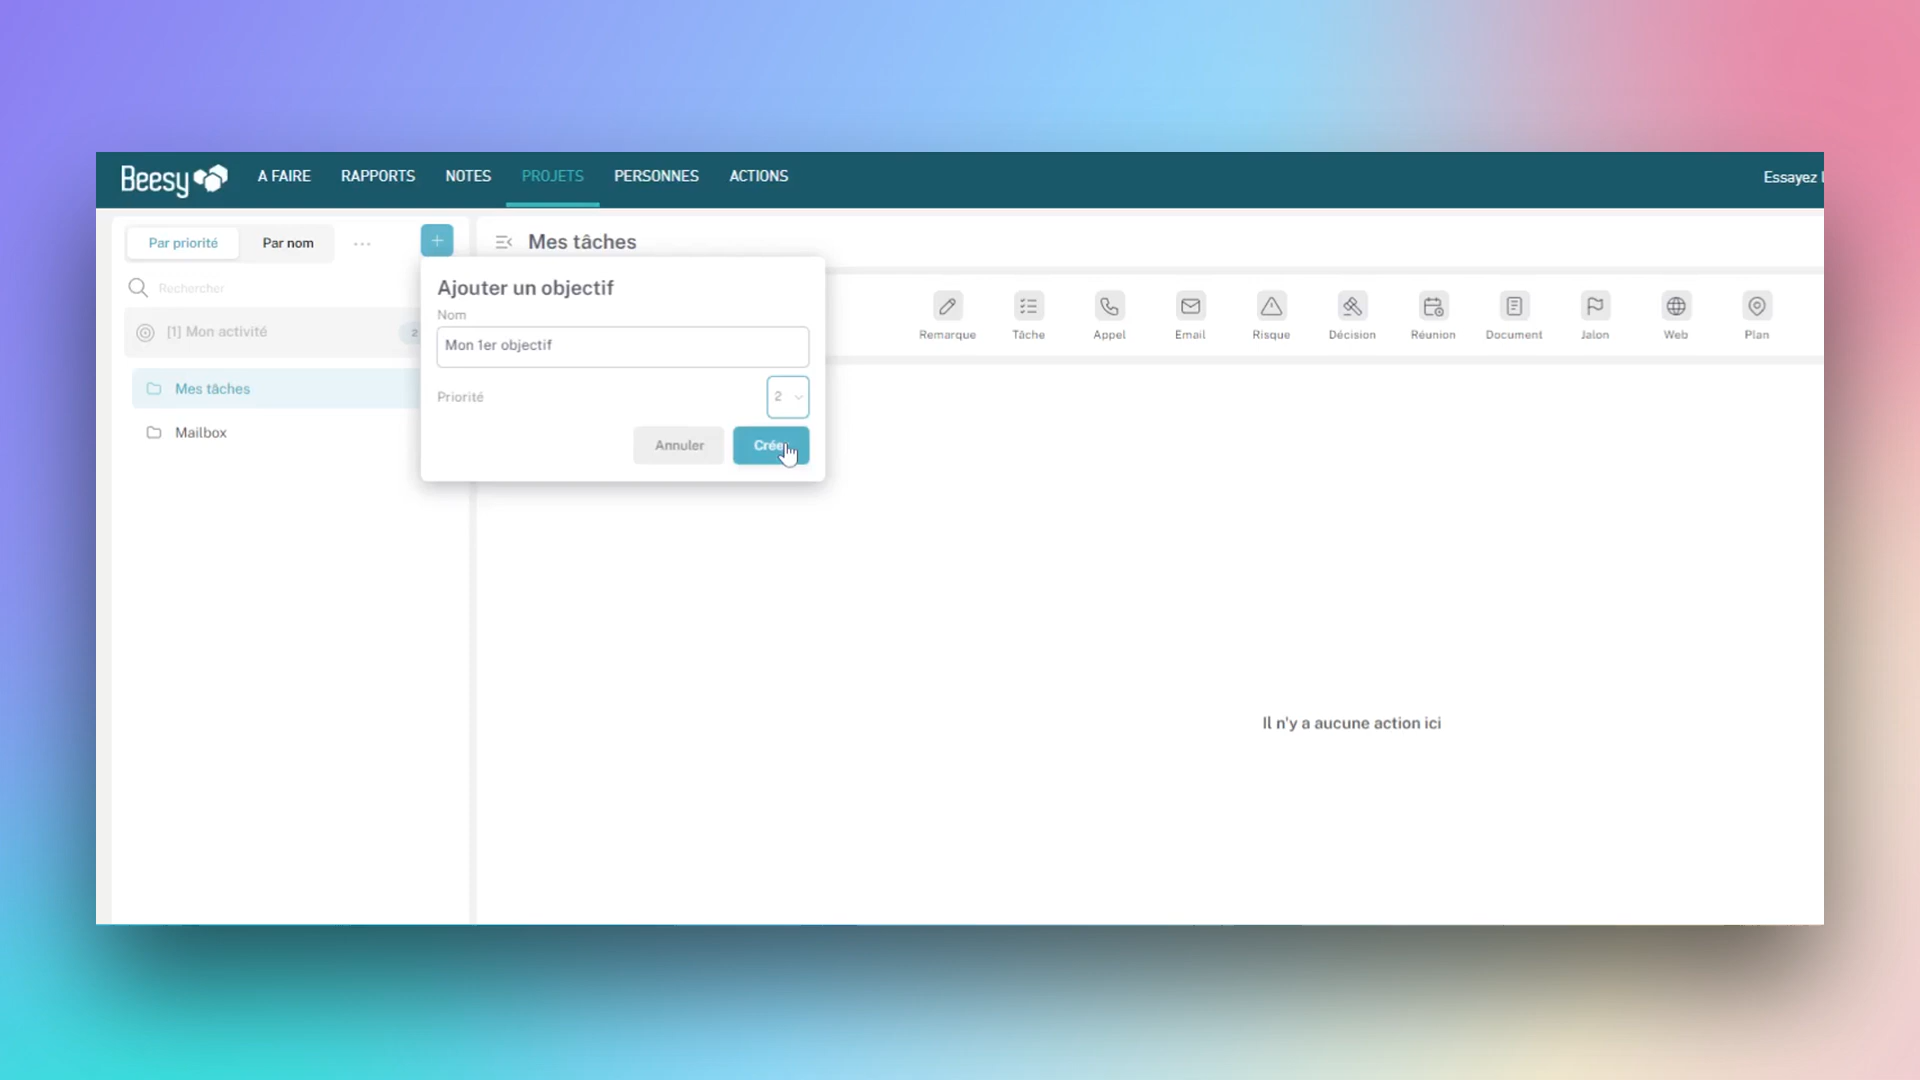 Beesy
A FAIRE
RAPPORTS
NOTES
PROJETS
PERSONNES
ACTIONS
Essayez
Par priorité
Par nom
...
+
Mes tâches
Rechercher
[1] Mon activité
2
Mes tâches
Mailbox
Ajouter un objectif
Nom
Mon 1er objectif
Priorité
2
Annuler
Remarque
Tâche
Appel
Email
Risque
Décision
Réunion
Document
Jalon
Web
Plan
Il n'y a aucune action ici